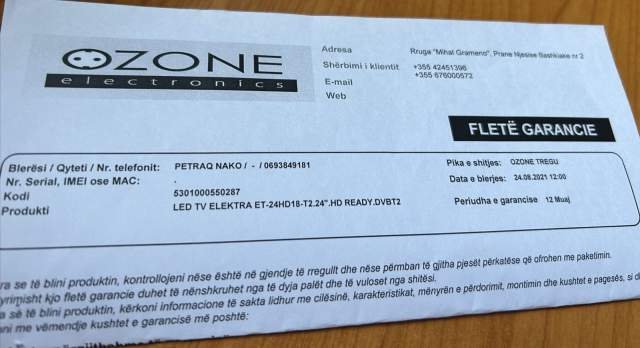 OZONE
electronics
Adresa Rruga "Mihal Grameno", Prane Njesise Bashkiake nr 2
Shërbimi i klientit +355 42451396
+355 676000572
E-mail
Web
FLETË GARANCIE
Blerësi / Qyteti / Nr. telefonit: PETRAQ NAKO / - / 0693849181
Nr. Serial, IMEI ose MAC: .
Kodi 5301000550287
Produkti LED TV ELEKTRA ET-24HD18-T2.24".HD READY.DVBT2
Pika e shitjes: OZONE TREGU
Data e blerjes: 24.08.2021 12:00
Periudha e garancise 12 Muaj
ra se të blini produktin, kontrollojeni nëse është në gjendje të rregullt dhe nëse përmban të gjitha pjesët përkatëse që ofrohen me paketimin.
yrimisht kjo fletë garancie duhet të nënshkruhet nga të dyja palët dhe të vuloset nga shitësi.
a së të blini produktin, kërkoni informacione të sakta lidhur me cilësinë, karakteristikat, mënyrën e përdorimit, montimin dhe kushtet e pagesës, si d
ni me vëmendje kushtet e garancisë më poshtë: